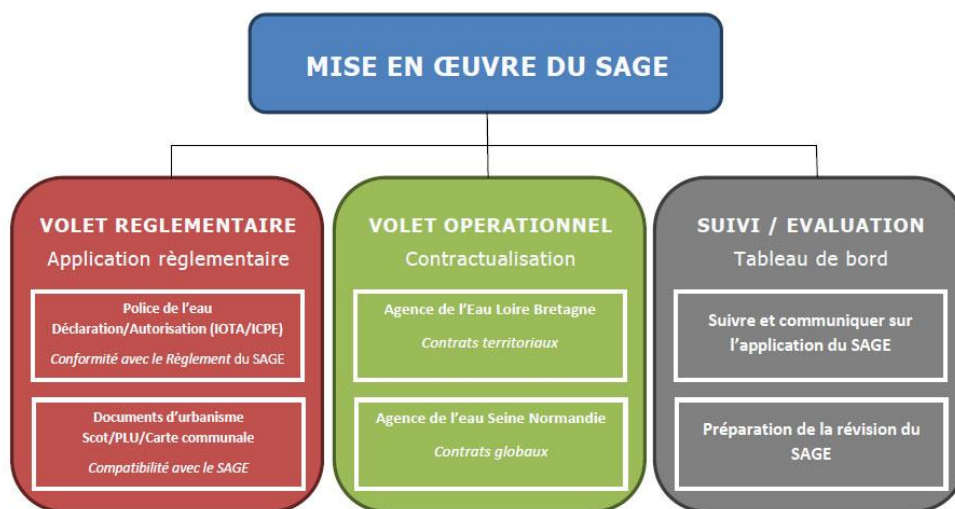 MISE EN ŒUVRE DU SAGE
VOLET REGLEMENTAIRE
Application règlementaire
Police de l'eau
Déclaration/Autorisation (IOTA/ICPE)
Conformité avec le Règlement du SAGE
Documents d'urbanisme
Scot/PLU/Carte communale
Compatibilité avec le SAGE
VOLET OPERATIONNEL
Contractualisation
Agence de l'Eau Loire Bretagne
Contrats territoriaux
Agence de l'eau Seine Normandie
Contrats globaux
SUIVI / EVALUATION
Tableau de bord
Suivre et communiquer sur
l'application du SAGE
Préparation de la révision du
SAGE